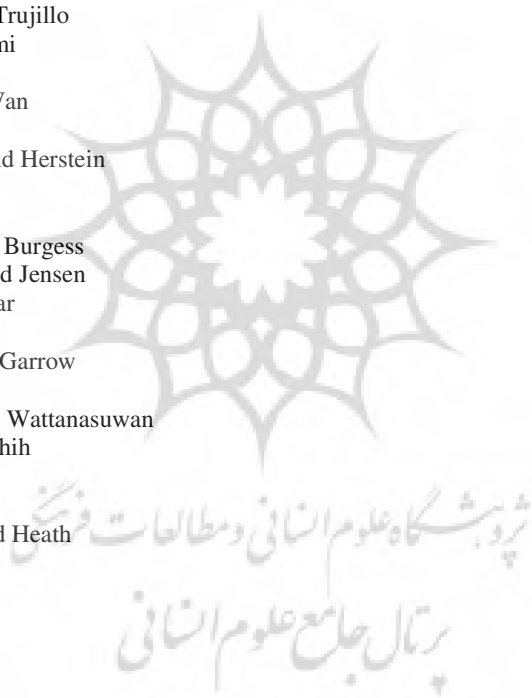 Trujillo
ni
Van
d Herstein
Burgess
d Jensen
ar
Garrow
Wattanasuwan
hih
d Heath
پژوهشگاه علوم انسانی و مطالعات فرهنگی
پرتال جامع علوم انسانی